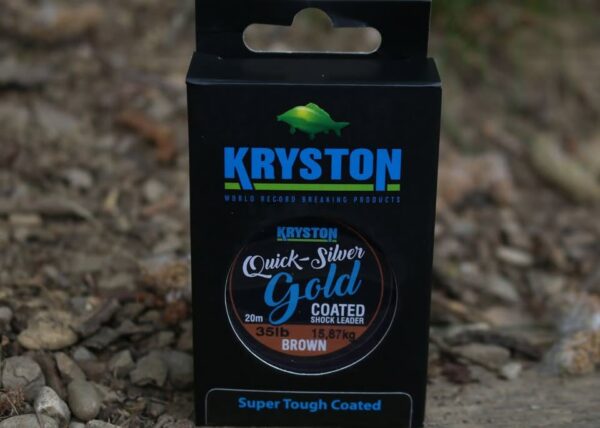 KRYSTON
WORLD RECORD BREAKING PRODUCTS
KRYSTON
Quick-Silver
Gold
COATED
20m SHOCK LEADER
35lb 15,87kg
BROWN
Super Tough Coated